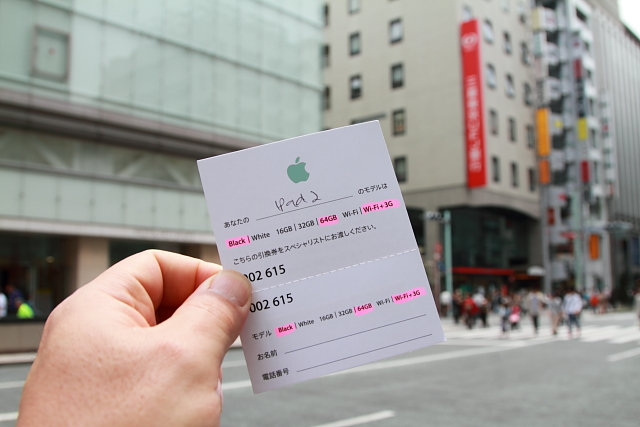 あなたの iPad 2 のモデルは
Black | White 16GB | 32GB | 64GB Wi-Fi | Wi-Fi+3G
こちらの引換券をスペシャリストにお渡しください。
002 615
002 615
モデル Black | White 16GB | 32GB | 64GB Wi-Fi | Wi-Fi+3G
お名前
電話番号